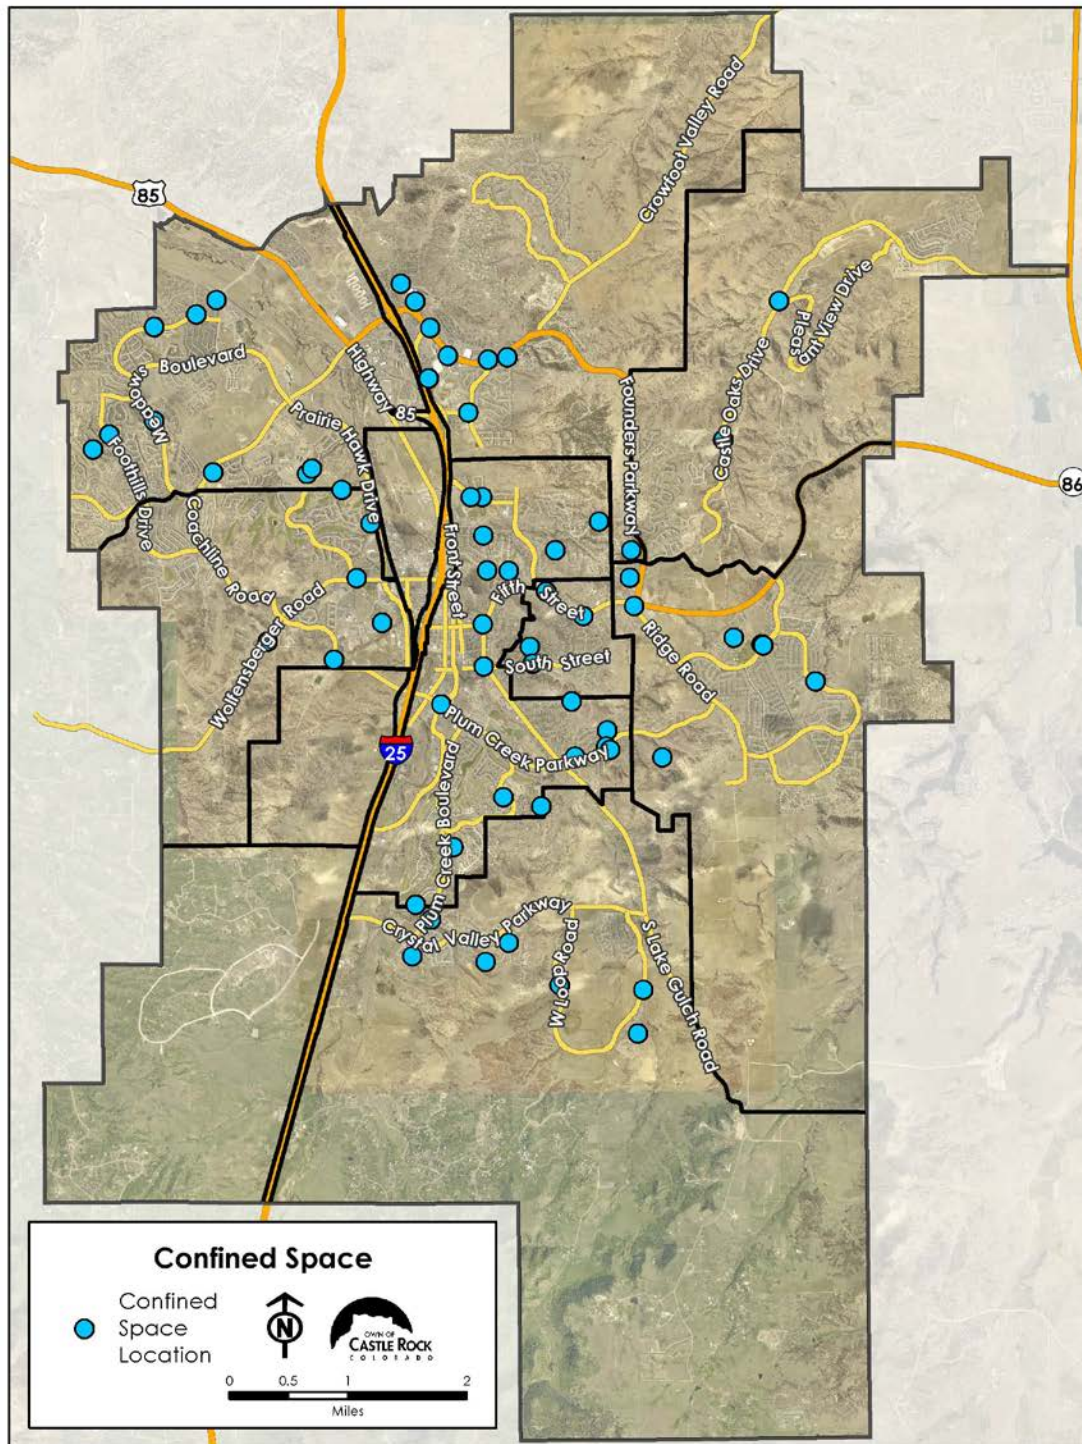 Crowfoot Valley Road
85
Pleas
ant View Drive
Castle Oaks Drive
Boulevard
Meadows
Highway
85
Prairie Hawk Drive
Founders Parkway
Foothills Drive
86
Coachline Road
Front Street
Fifth Street
Wolfensberger Road
Ridge Road
South Street
Plum Creek Parkway
25
Plum Creek Boulevard
Crystal Valley Parkway
W Loop Road
S Lake Gulch Road
Confined Space
Confined
Space
Location
N
OWN OF
CASTLE ROCK
COLORADO
0 0.5 1 2
Miles